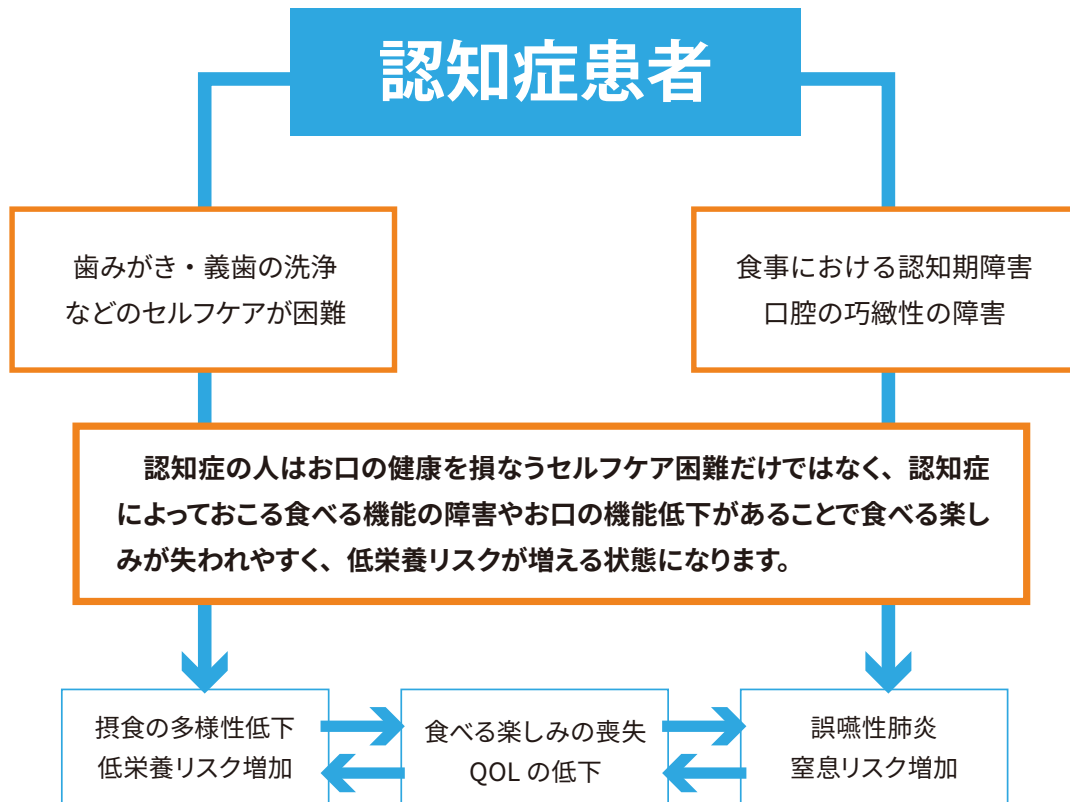 認知症患者
歯みがき・義歯の洗浄
などのセルフケアが困難
食事における認知期障害
口腔の巧緻性の障害
認知症の人はお口の健康を損なうセルフケア困難だけではなく、認知症
によっておこる食べる機能の障害やお口の機能低下があることで食べる楽し
みが失われやすく、低栄養リスクが増える状態になります。
摂食の多様性低下
低栄養リスク増加
食べる楽しみの喪失
QOL の低下
誤嚥性肺炎
窒息リスク増加